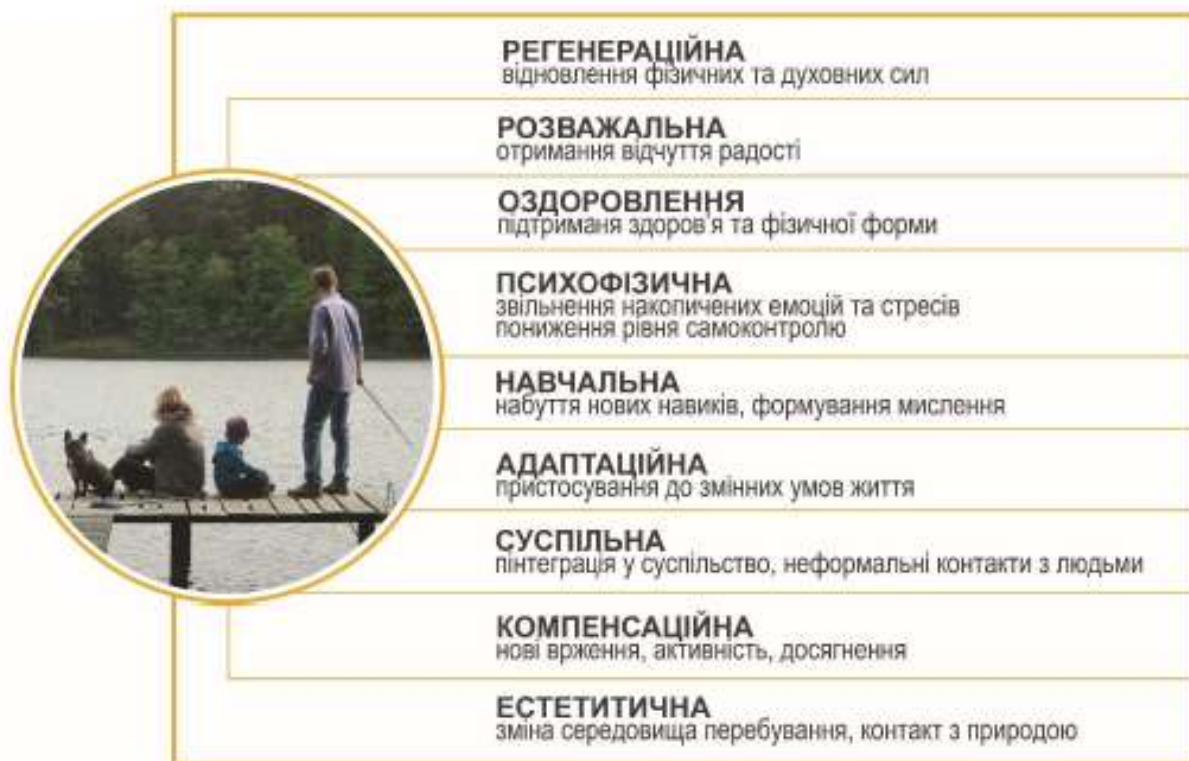 РЕГЕНЕРАЦІЙНА
відновлення фізичних та духовних сил
РОЗВАЖАЛЬНА
отримання відчуття радості
ОЗДОРОВЛЕННЯ
підтриманя здоров'я та фізичної форми
ПСИХОФІЗИЧНА
звільнення накопичених емоцій та стресів
пониження рівня самоконтролю
НАВЧАЛЬНА
набуття нових навиків, формування мислення
АДАПТАЦІЙНА
пристосування до змінних умов життя
СУСПІЛЬНА
пінтеграція у суспільство, неформальні контакти з людьми
КОМПЕНСАЦІЙНА
нові врження, активність, досягнення
ЕСТЕТИТИЧНА
зміна середовища перебування, контакт з природою